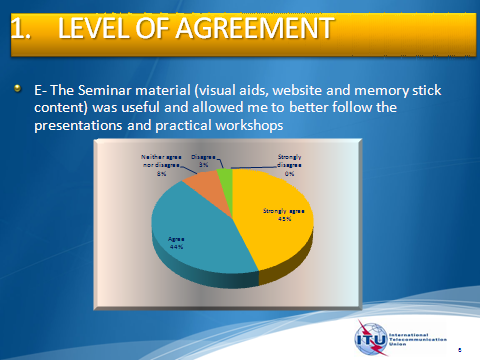 1. LEVEL OF AGREEMENT
E- The Seminar material (visual aids, website and memory stick
content) was useful and allowed me to better follow the
presentations and practical workshops
Neither agree
nor disagree
8%
Disagree
3%
Strongly
disagree
0%
Strongly agree
45%
Agree
44%
ITU
International
Telecommunication
Union
6